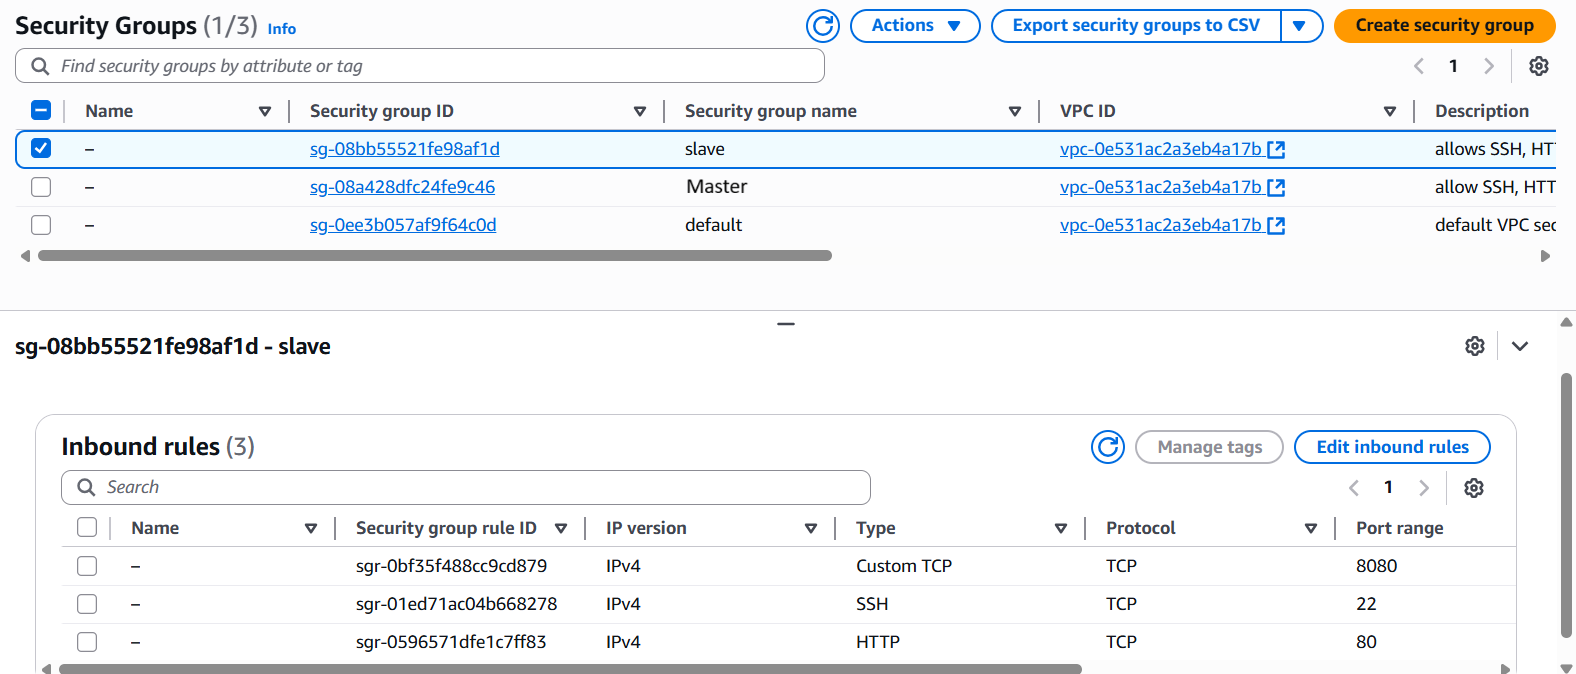 Security Groups (1/3) Info
Actions
Export security groups to CSV
Create security group
Find security groups by attribute or tag
1
Name Security group ID Security group name VPC ID Description
– sg-08bb55521fe98af1d slave vpc-0e531ac2a3eb4a17b allows SSH, HTT
– sg-08a428dfc24fe9c46 Master vpc-0e531ac2a3eb4a17b allow SSH, HTT
– sg-0ee3b057af9f64c0d default vpc-0e531ac2a3eb4a17b default VPC sec
sg-08bb55521fe98af1d - slave
Inbound rules (3)
Manage tags
Edit inbound rules
Search
1
Name Security group rule ID IP version Type Protocol Port range
– sgr-0bf35f488cc9cd879 IPv4 Custom TCP TCP 8080
– sgr-01ed71ac04b668278 IPv4 SSH TCP 22
– sgr-0596571dfe1c7ff83 IPv4 HTTP TCP 80